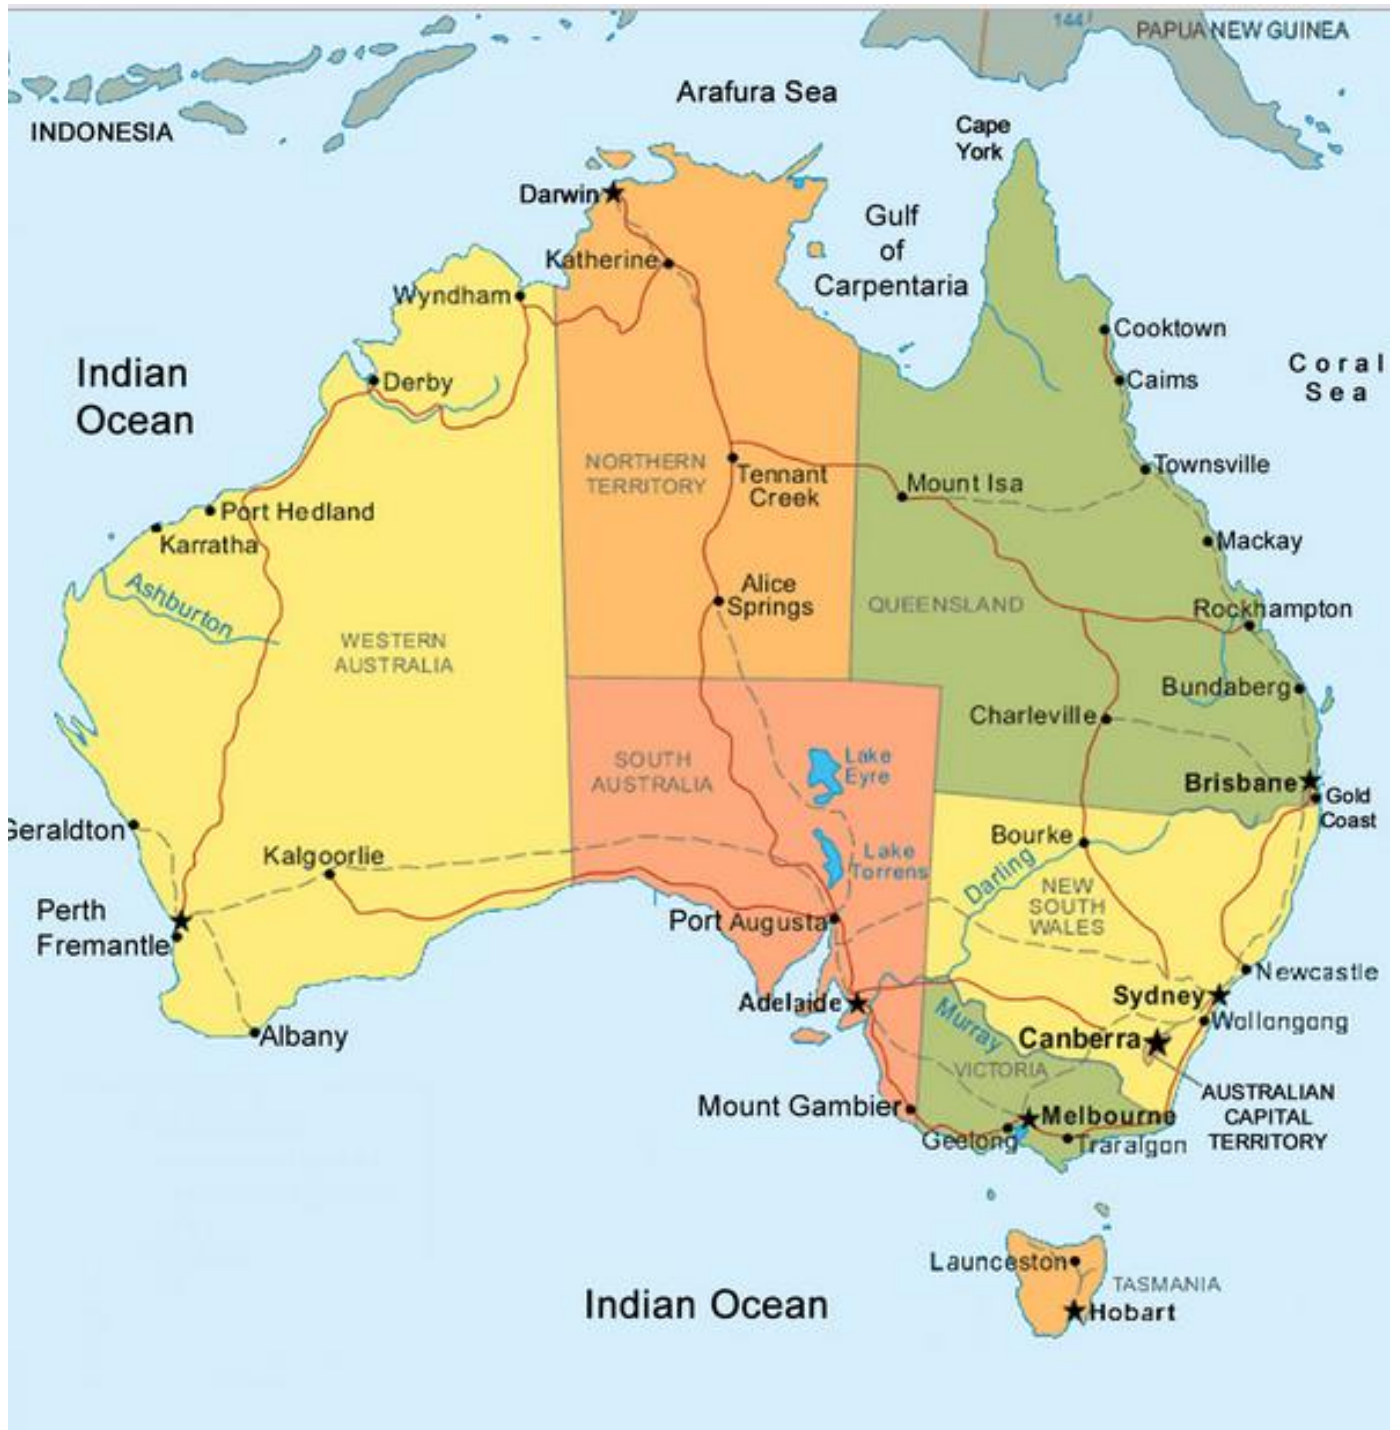 144
PAPUA NEW GUINEA
Arafura Sea
INDONESIA
Cape
York
Darwin
Gulf
of
Carpentaria
Katherine
Wyndham
Cooktown
Indian
Ocean
Coral
Sea
Derby
Caims
NORTHERN
TERRITORY
Tennant
Creek
Townsville
Mount Isa
Port Hedland
Karratha
Mackay
Ashburton
Alice
Springs
QUEENSLAND
Rockhampton
WESTERN
AUSTRALIA
Bundaberg
Charleville
SOUTH
AUSTRALIA
Lake
Eyre
Brisbane
Gold
Coast
Geraldton
Bourke
Kalgoorlie
Lake
Torrens
Darling
NEW
SOUTH
WALES
Perth
Fremantle
Port Augusta
Newcastle
Adelaide
Sydney
Wollongong
Albany
Murray
Canberra
VICTORIA
AUSTRALIAN
CAPITAL
TERRITORY
Mount Gambier
Melbourne
Geelong
Traralgon
Launceston
TASMANIA
Indian Ocean
Hobart